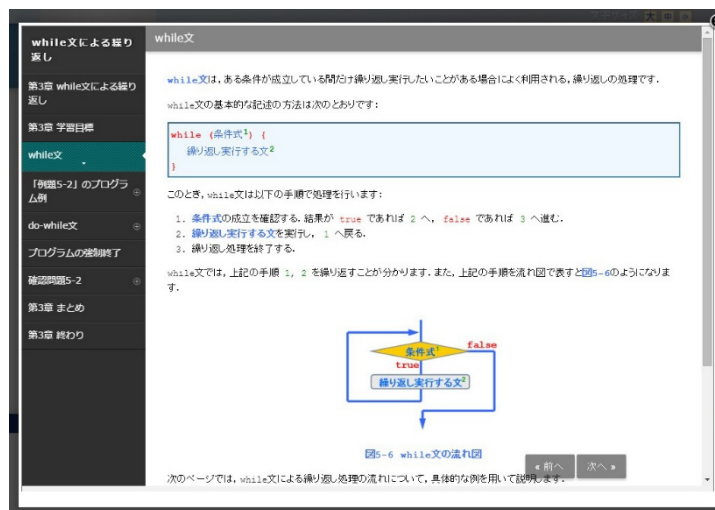 大 中 小
while文による繰り
返し
第3章 while文による繰り
返し
第3章 学習目標
while文
「例題5-2」のプログラ
ム例
do-while文
プログラムの強制終了
確認問題5-2
第3章 まとめ
第3章 終わり
while文
while文は，ある条件が成立している間だけ繰り返し実行したいことがある場合によく利用される，繰り返しの処理です．
while文の基本的な記述の方法は次のとおりです：
while (条件式1) {
繰り返し実行する文2
}
このとき，while文は以下の手順で処理を行います：
1. 条件式の成立を確認する．結果が true であれば 2 へ， false であれば 3 へ進む．
2. 繰り返し実行する文を実行し， 1 へ戻る．
3. 繰り返し処理を終了する．
while文では，上記の手順 1, 2 を繰り返すことが分かります．また，上記の手順を流れ図で表すと図5-6のようになりま
す．
条件式1
false
true
繰り返し実行する文2
図5-6 while文の流れ図
« 前へ
次へ »
次のページでは，while文による繰り返し処理の流れについて，具体的な例を用いて説明します．